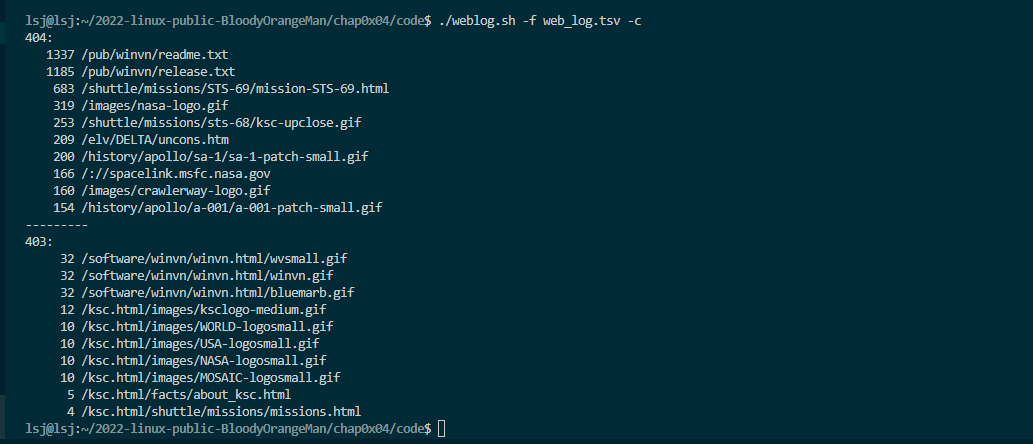 lsj@lsj:~/2022-linux-public-BloodyOrangeMan/chap0x04/code$ ./weblog.sh -f web_log.tsv -c
404:
1337 /pub/winvn/readme.txt
1185 /pub/winvn/release.txt
683 /shuttle/missions/STS-69/mission-STS-69.html
319 /images/nasa-logo.gif
253 /shuttle/missions/sts-68/ksc-upclose.gif
209 /elv/DELTA/uncons.htm
200 /history/apollo/sa-1/sa-1-patch-small.gif
166 /://spacelink.msfc.nasa.gov
160 /images/crawlerway-logo.gif
154 /history/apollo/a-001/a-001-patch-small.gif
---------
403:
32 /software/winvn/winvn.html/wvsmall.gif
32 /software/winvn/winvn.html/winvn.gif
32 /software/winvn/winvn.html/bluemarb.gif
12 /ksc.html/images/ksclogo-medium.gif
10 /ksc.html/images/WORLD-logosmall.gif
10 /ksc.html/images/USA-logosmall.gif
10 /ksc.html/images/NASA-logosmall.gif
10 /ksc.html/images/MOSAIC-logosmall.gif
5 /ksc.html/facts/about_ksc.html
4 /ksc.html/shuttle/missions/missions.html
lsj@lsj:~/2022-linux-public-BloodyOrangeMan/chap0x04/code$